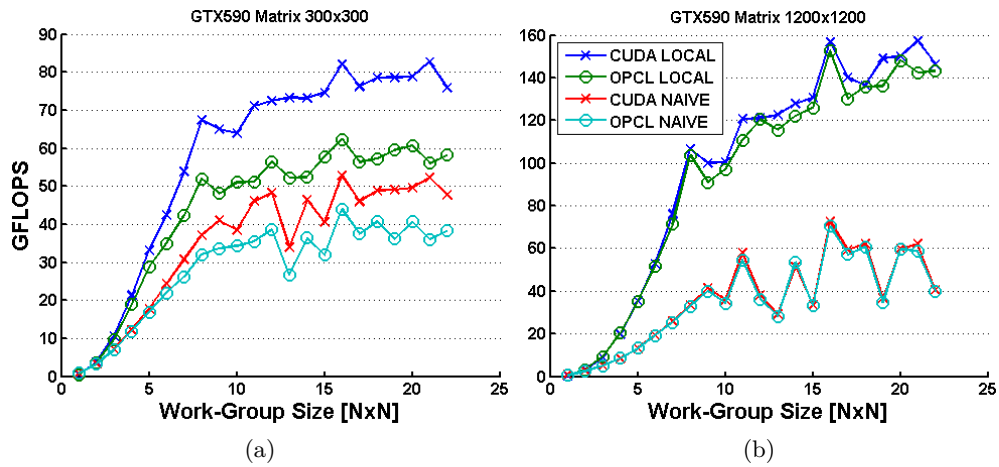 GTX590 Matrix 300x300
90
80
70
60
50
40
30
20
10
0
GFLOPS
0
5
10
15
20
25
Work-Group Size [NxN]
(a)
GTX590 Matrix 1200x1200
160
140
120
100
80
60
40
20
0
CUDA LOCAL
OPCL LOCAL
CUDA NAIVE
OPCL NAIVE
0
5
10
15
20
25
Work-Group Size [NxN]
(b)